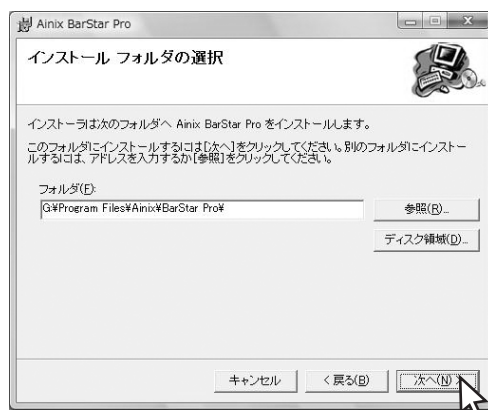 Ainix BarStar Pro
インストール フォルダの選択
インストーラは次のフォルダへ Ainix BarStar Pro をインストールします。
このフォルダにインストールするには[次へ]をクリックしてください。別のフォルダにインストー
ルするには、アドレスを入力するか[参照]をクリックしてください。
フォルダ(F):
G:¥Program Files¥Ainix¥BarStar Pro¥
参照(R)...
ディスク領域(D)...
キャンセル
< 戻る(B)
次へ(N) >